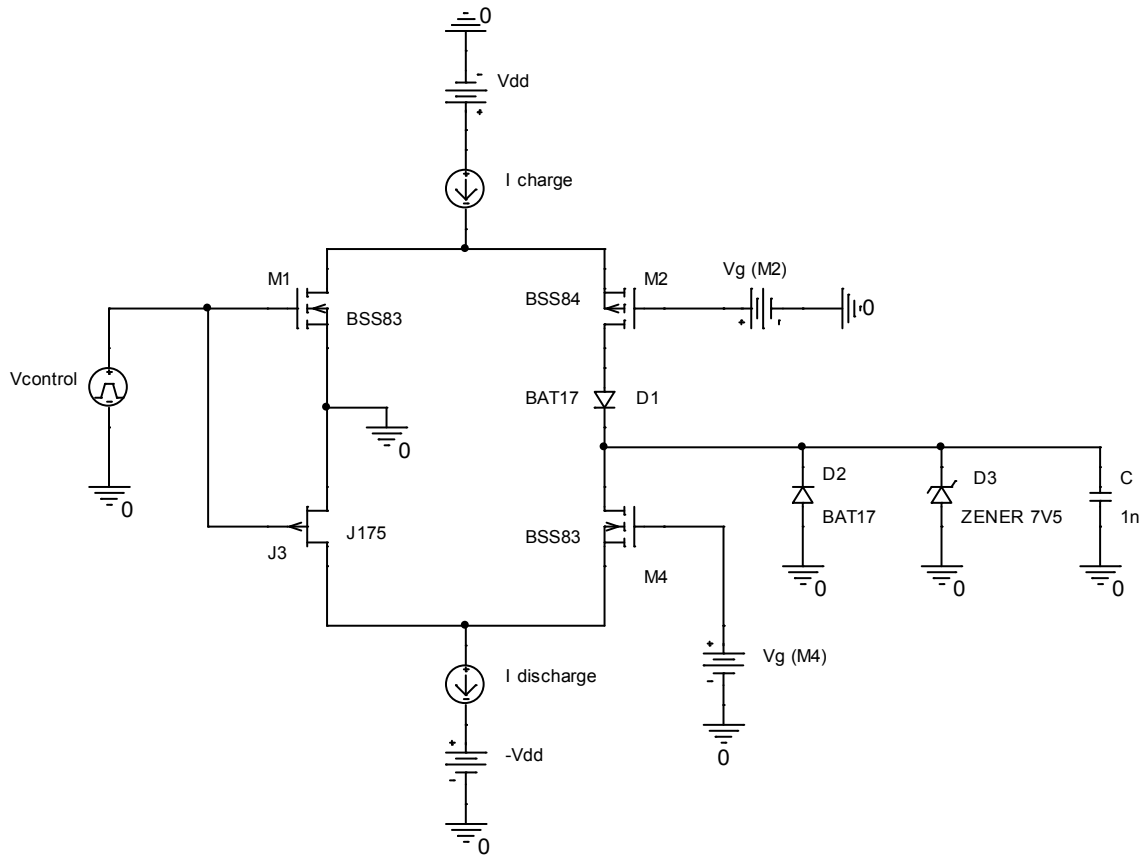 0
-
Vdd
+
+
I charge
-
M1
M2
Vg (M2)
BSS84
BSS83
+
-
0
+
Vcontrol
-
BAT17
D1
0
0
D2
D3
C
BAT17
ZENER 7V5
1n
J175
J3
BSS83
M4
0
0
0
+
I discharge
-
+
Vg (M4)
-
+
-Vdd
-
0
0